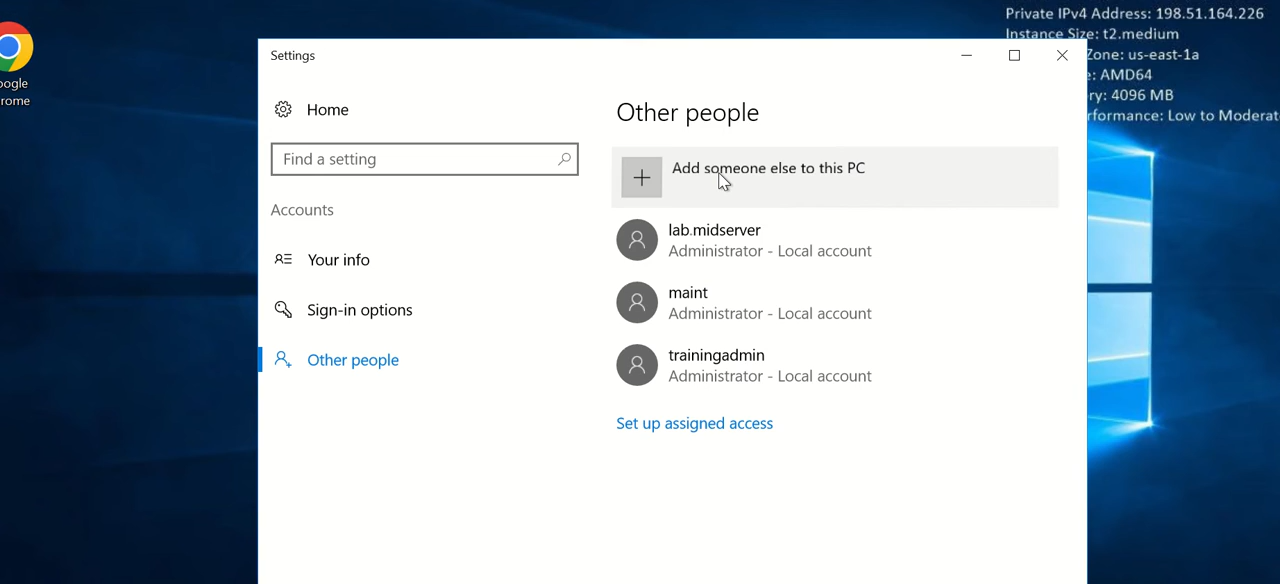 Private IPv4 Address: 198.51.164.226
Instance Size: t2.medium
Zone: us-east-1a
: AMD64
ry: 4096 MB
rformance: Low to Moderat
oogle
rome
Settings
Home
Find a setting
Accounts
Your info
Sign-in options
Other people
Other people
Add someone else to this PC
lab.midserver
Administrator - Local account
maint
Administrator - Local account
trainingadmin
Administrator - Local account
Set up assigned access